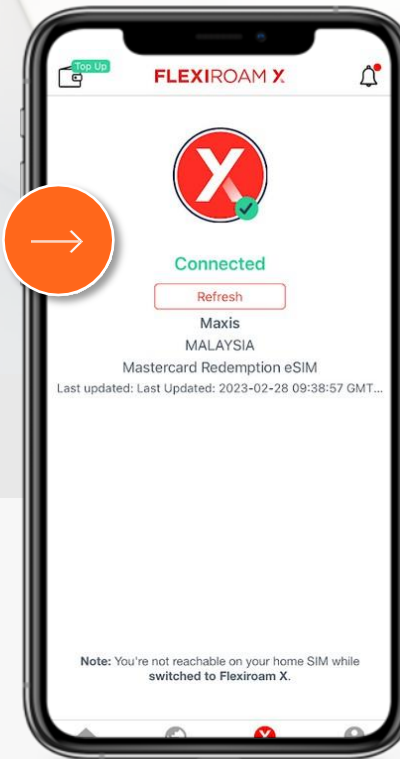 Top Up
FLEXIROAM X
Connected
Refresh
Maxis
MALAYSIA
Mastercard Redemption eSIM
Last updated: Last Updated: 2023-02-28 09:38:57 GMT...
Note: You're not reachable on your home SIM while
switched to Flexiroam X.